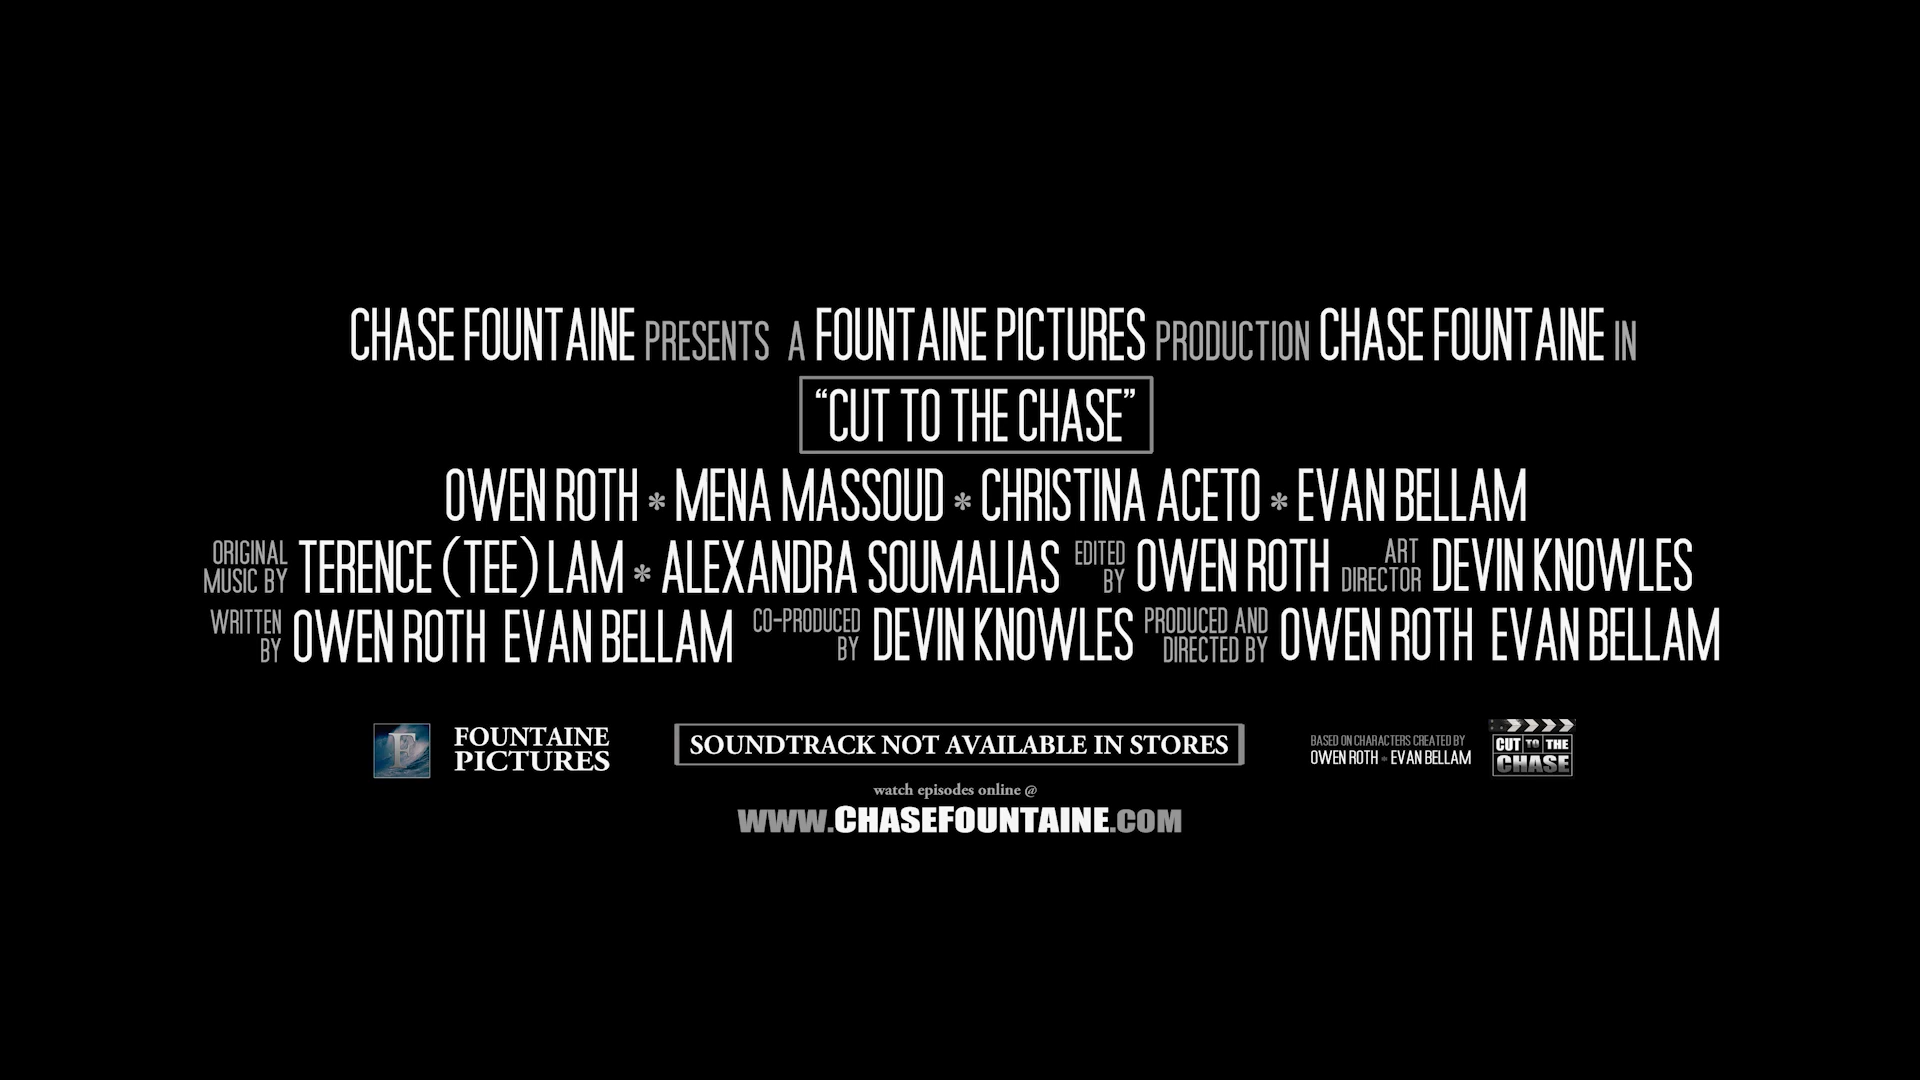 CHASE FOUNTAINE PRESENTS A FOUNTAINE PICTURES PRODUCTION CHASE FOUNTAINE IN
“CUT TO THE CHASE”
OWEN ROTH * MENA MASSOUD * CHRISTINA ACETO * EVAN BELLAM
ORIGINAL MUSIC BY TERENCE (TEE) LAM * ALEXANDRA SOUMALIAS EDITED BY OWEN ROTH ART DIRECTOR DEVIN KNOWLES
WRITTEN BY OWEN ROTH EVAN BELLAM CO-PRODUCED BY DEVIN KNOWLES PRODUCED AND DIRECTED BY OWEN ROTH EVAN BELLAM
F
FOUNTAINE
PICTURES
SOUNDTRACK NOT AVAILABLE IN STORES
BASED ON CHARACTERS CREATED BY
OWEN ROTH * EVAN BELLAM
CUT TO THE
CHASE
watch episodes online @
WWW.CHASEFOUNTAINE.COM